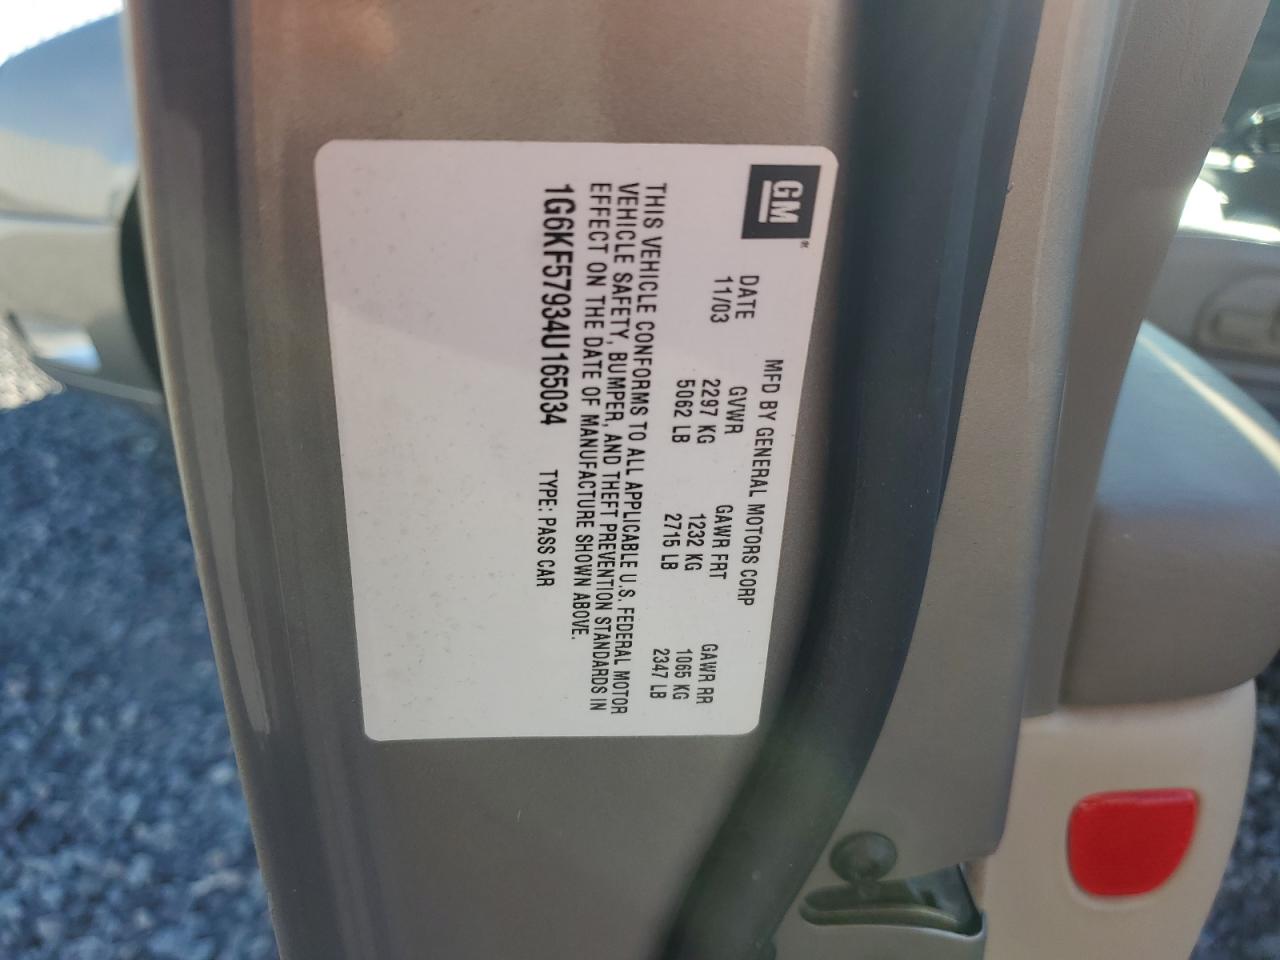 GM®
MFD BY GENERAL MOTORS CORP
DATE GVWR GAWR FRT GAWR RR
11/03 2297 KG 1232 KG 1065 KG
5062 LB 2715 LB 2347 LB
THIS VEHICLE CONFORMS TO ALL APPLICABLE U.S. FEDERAL MOTOR
VEHICLE SAFETY, BUMPER, AND THEFT PREVENTION STANDARDS IN
EFFECT ON THE DATE OF MANUFACTURE SHOWN ABOVE.
1G6KF57934U165034 TYPE: PASS CAR